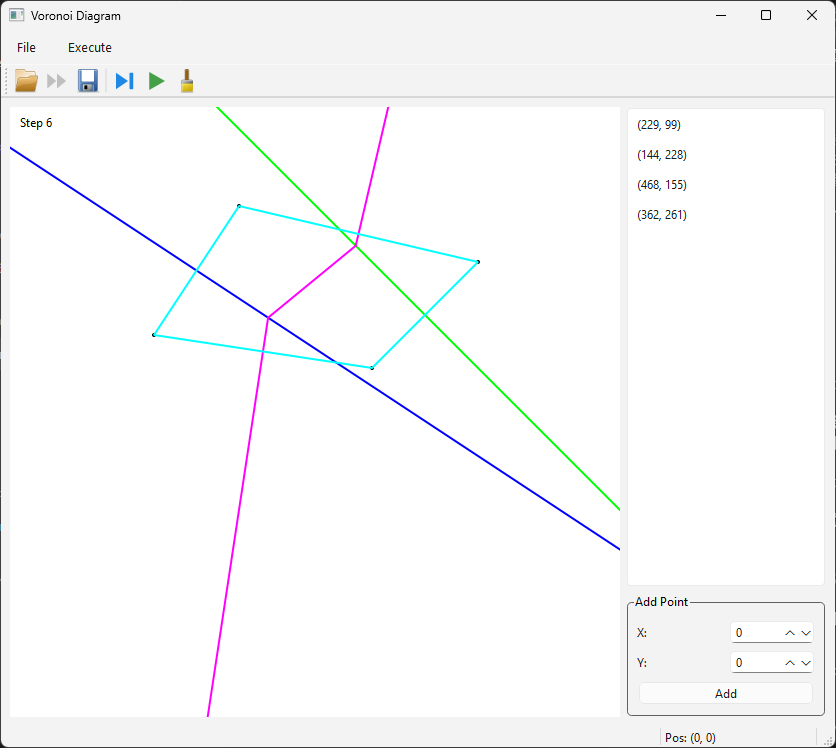 Voronoi Diagram
File Execute
Step 6
(229, 99)
(144, 228)
(468, 155)
(362, 261)
Add Point
X: 0
Y: 0
Add
Pos: (0, 0)